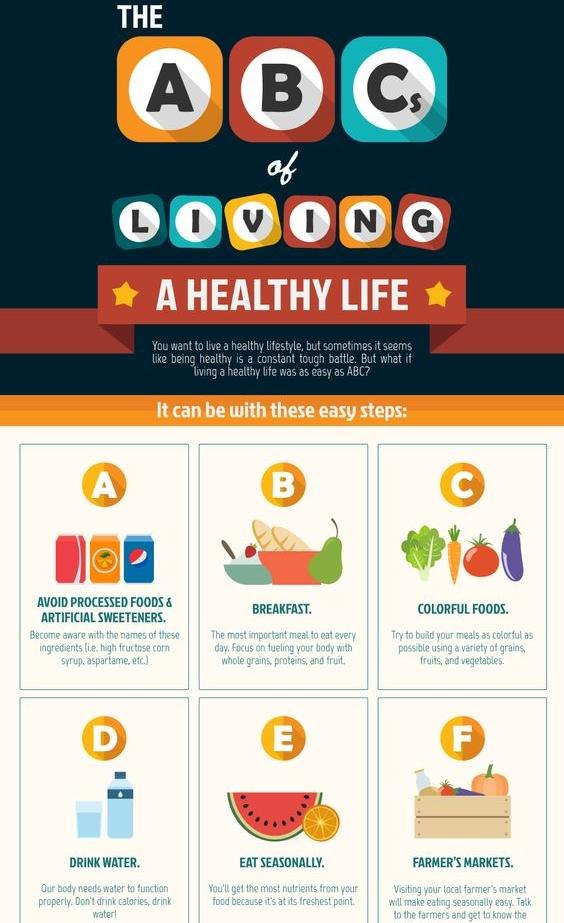 THE
A B Cs
of
LIVING
A HEALTHY LIFE
You want to live a healthy lifestyle, but sometimes it seems
like being healthy is a constant tough battle. But what if
living a healthy life was as easy as ABC?
It can be with these easy steps:
A
AVOID PROCESSED FOODS &
ARTIFICIAL SWEETENERS.
Become aware with the names of these
ingredients (i.e. high fructose corn
syrup, aspartame, etc.)
B
BREAKFAST.
The most important meal to eat every
day. Focus on fueling your body with
whole grains, proteins, and fruit.
C
COLORFUL FOODS.
Try to build your meals as colorful as
possible using a variety of grains,
fruits, and vegetables.
D
DRINK WATER.
Our body needs water to function
properly. Don't drink calories, drink
water!
E
EAT SEASONALLY.
You'll get the most nutrients from your
food because it's at its freshest point.
F
FARMER'S MARKETS.
Visiting your local farmer's market
will make eating seasonally easy. Talk
to the farmers and get to know the